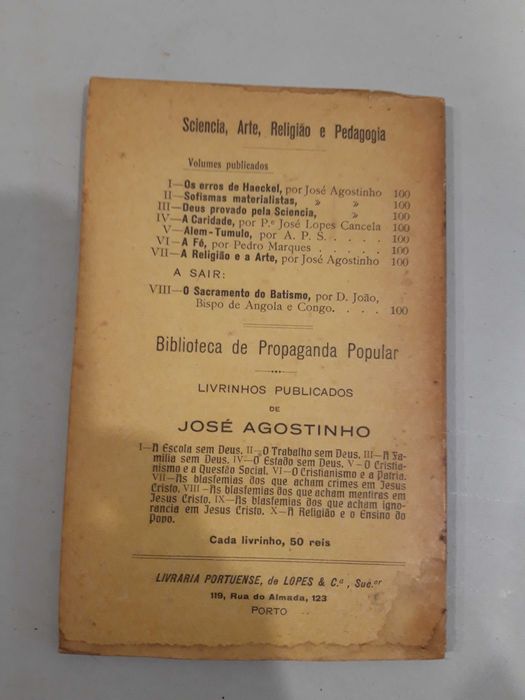 Sciencia, Arte, Religião e Pedagogia
Volumes publicados
I—Os erros de Haeckel, por José Agostinho 100
II—Sofismas materialistas, » » 100
III—Deus provado pela Sciencia, » 100
IV—A Caridade, por P.e José Lopes Cancela 100
V—Alem-Tumulo, por A. P. S. . . . . 100
VI—A Fé, por Pedro Marques . . . . . 100
VII—A Religião e a Arte, por José Agostinho 100
A SAIR:
VIII—O Sacramento do Batismo, por D. João,
Bispo de Angola e Congo. . . . 100
Biblioteca de Propaganda Popular
LIVRINHOS PUBLICADOS
DE
JOSÉ AGOSTINHO
I—A Escola sem Deus. II—O Trabalho sem Deus. III—A Fa-
milia sem Deus. IV—O Estado sem Deus. V—O Cristia-
nismo e a Questão Social. VI—O Cristianismo e a Patria.
VII—As blasfemias dos que acham crimes em Jesus
Cristo. VIII—As blasfemias dos que acham mentiras em
Jesus Cristo. IX—As blasfemias dos que acham igno-
rancia em Jesus Cristo. X—A Religião e o Ensino do
Povo.
Cada livrinho, 50 reis
LIVRARIA PORTUENSE, de LOPES & C.a, Suc.or
119, Rua do Almada, 123
PORTO